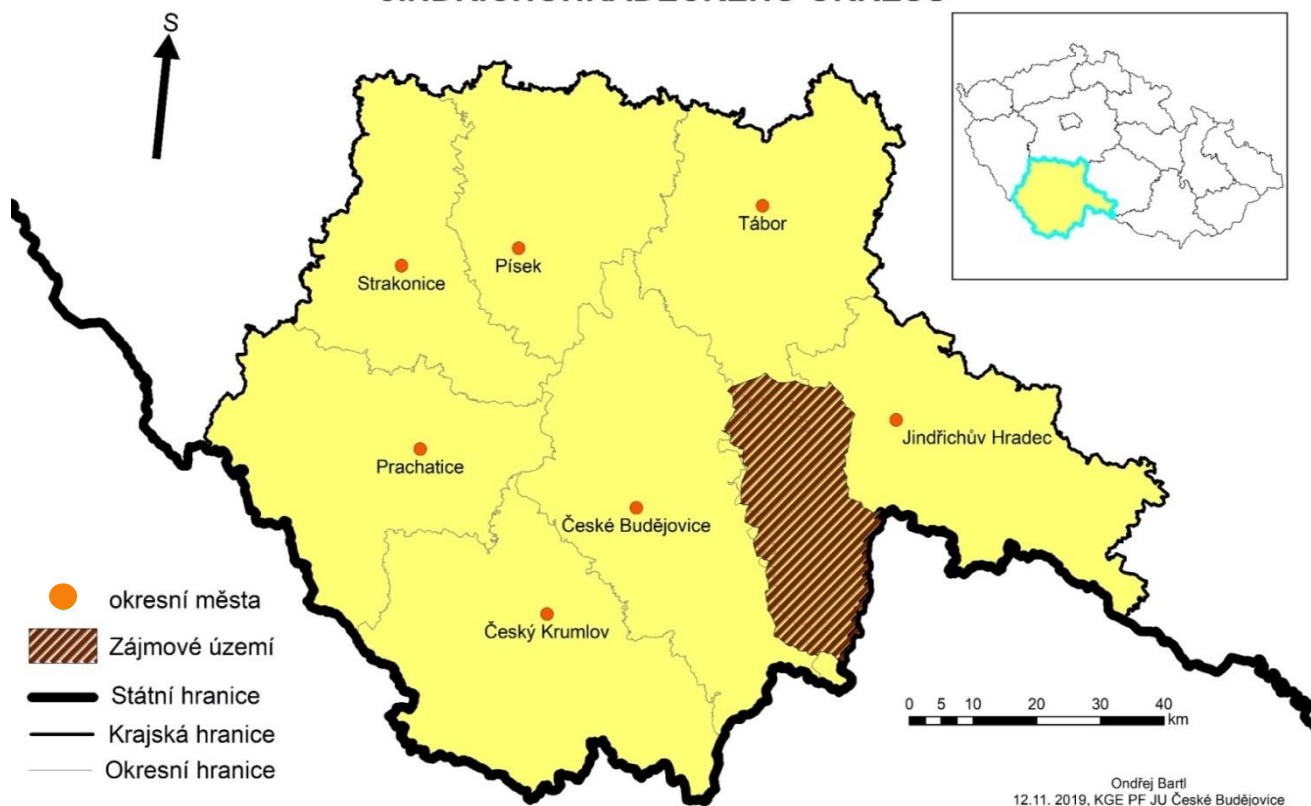 S
Tábor
Písek
Strakonice
Jindřichův Hradec
Prachatice
České Budějovice
Český Krumlov
okresní města
Zájmové území
Státní hranice
Krajská hranice
Okresní hranice
0 5 10 20 30 40
km
Ondřej Bartl
12.11. 2019, KGE PF JU České Budějovice